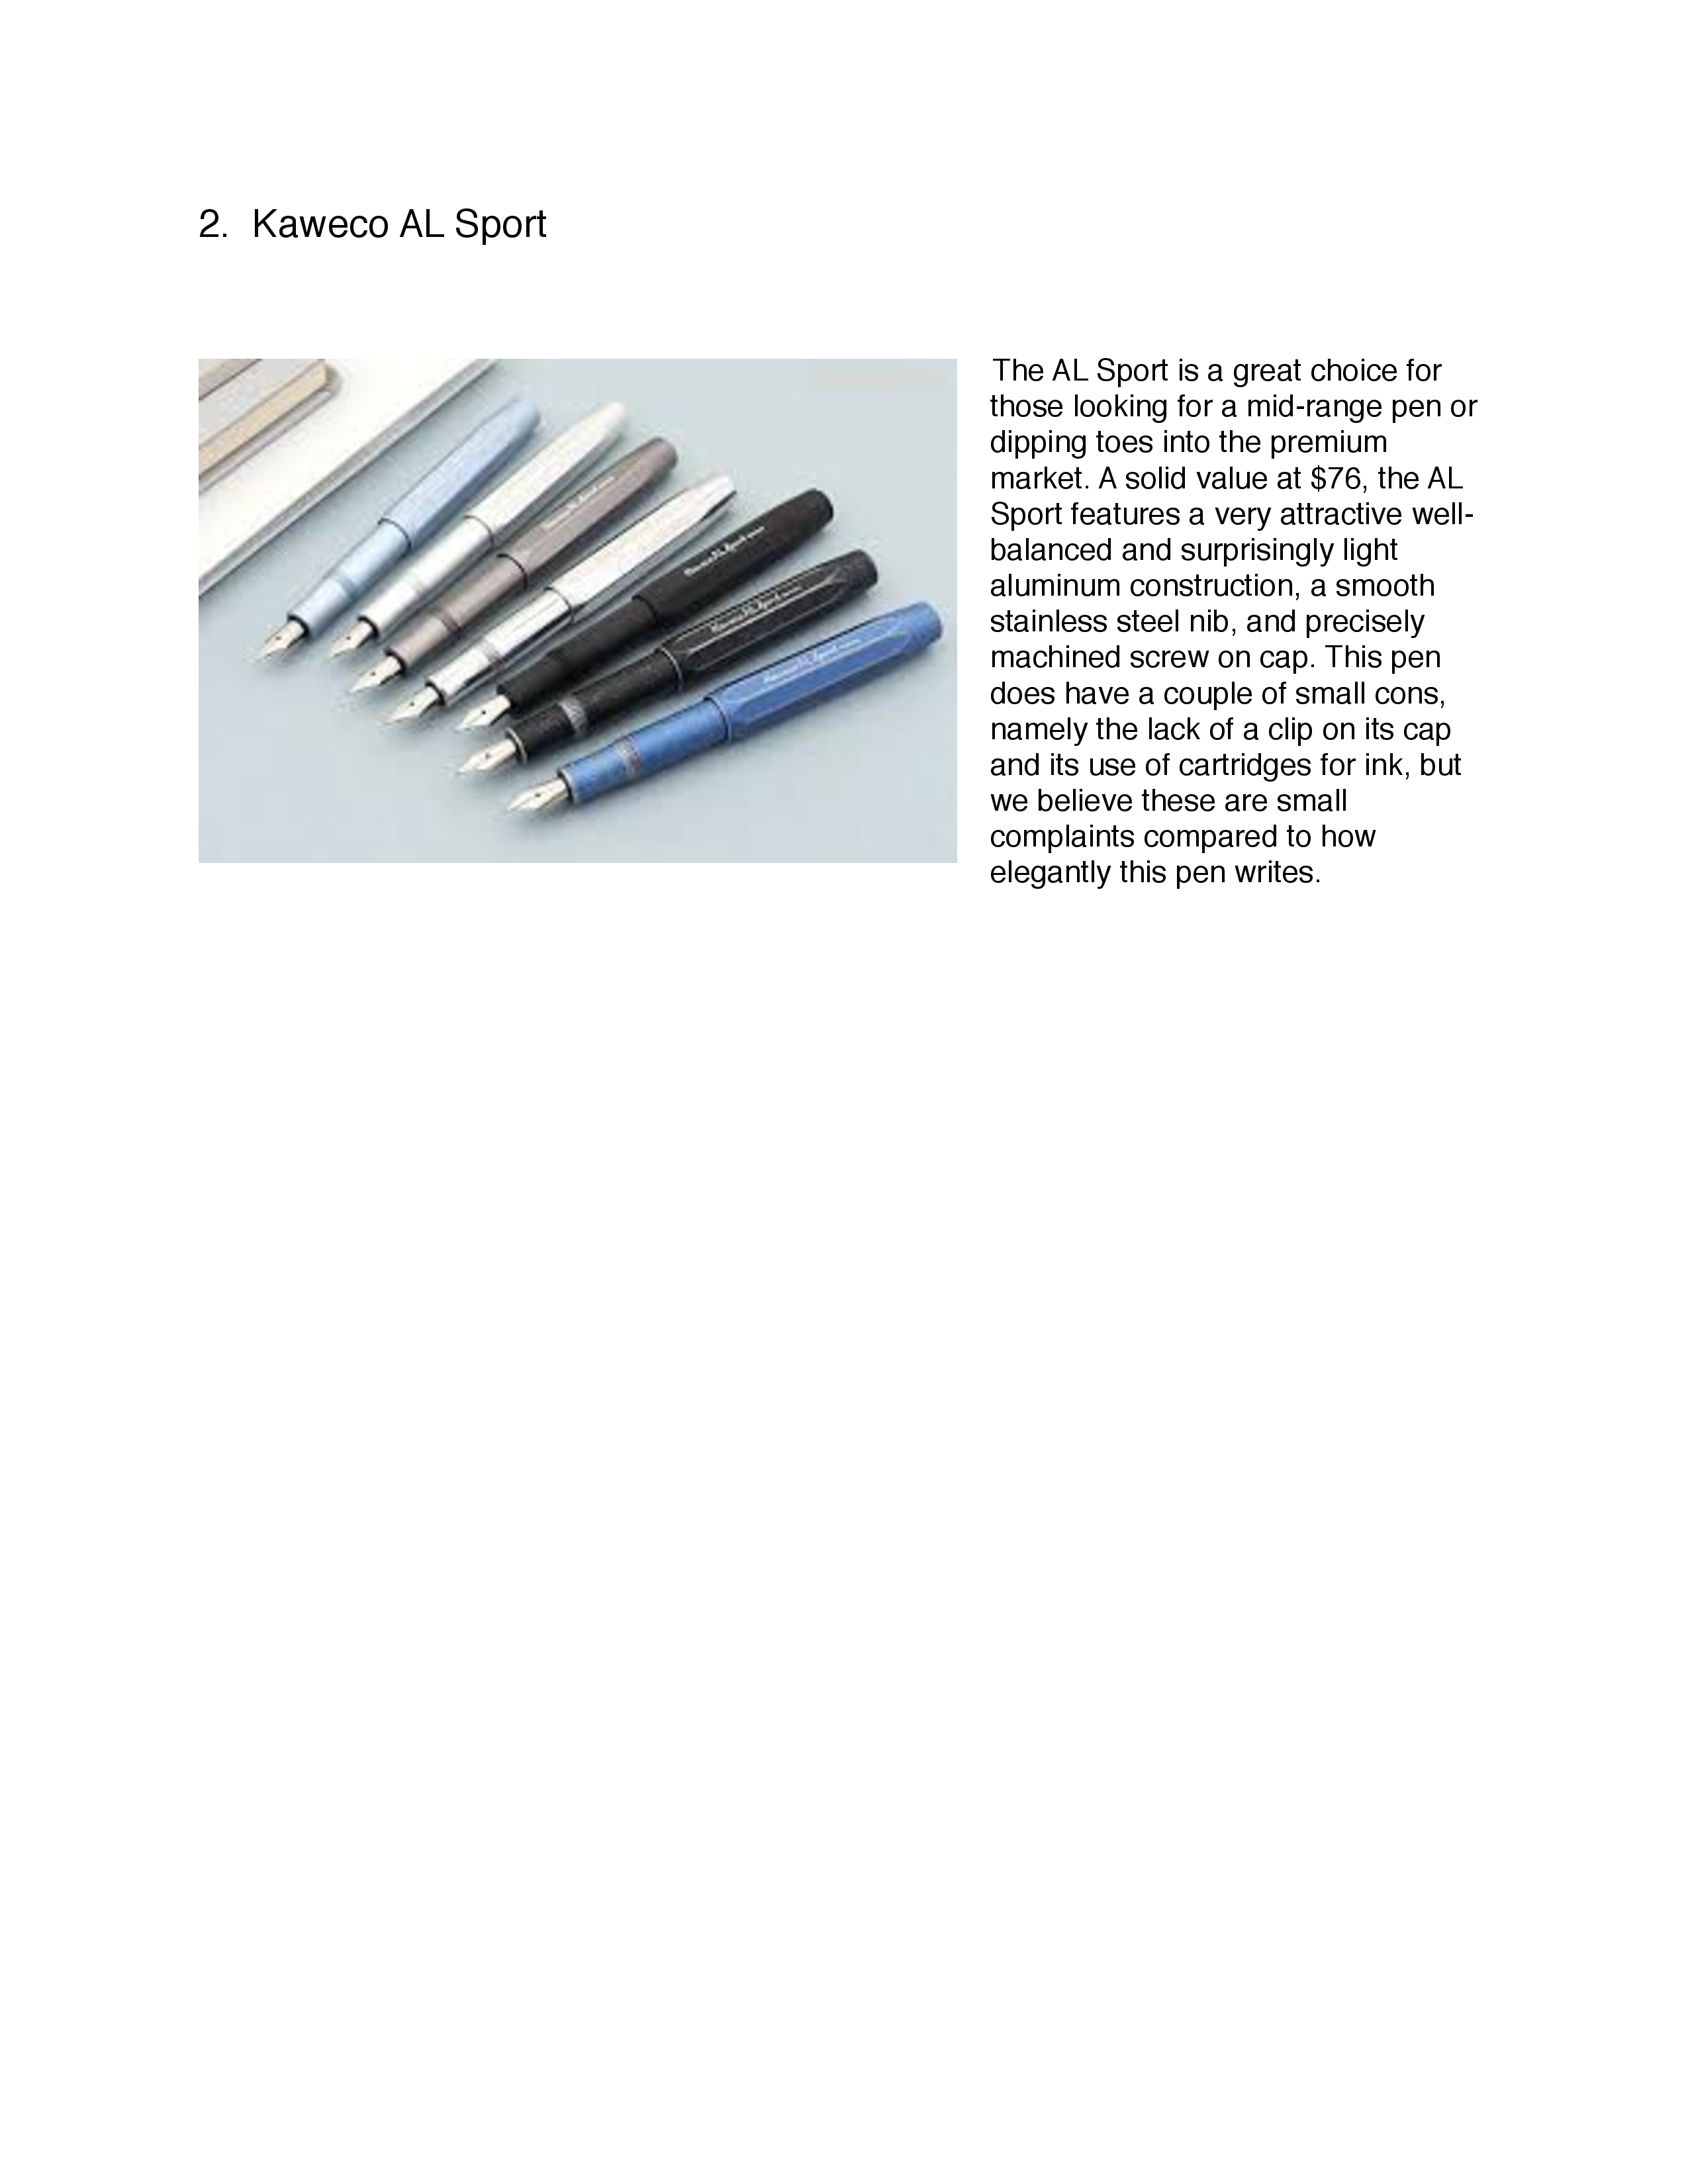 2. Kaweco AL Sport
The AL Sport is a great choice for
those looking for a mid-range pen or
dipping toes into the premium
market. A solid value at $76, the AL
Sport features a very attractive well-
balanced and surprisingly light
aluminum construction, a smooth
stainless steel nib, and precisely
machined screw on cap. This pen
does have a couple of small cons,
namely the lack of a clip on its cap
and its use of cartridges for ink, but
we believe these are small
complaints compared to how
elegantly this pen writes.